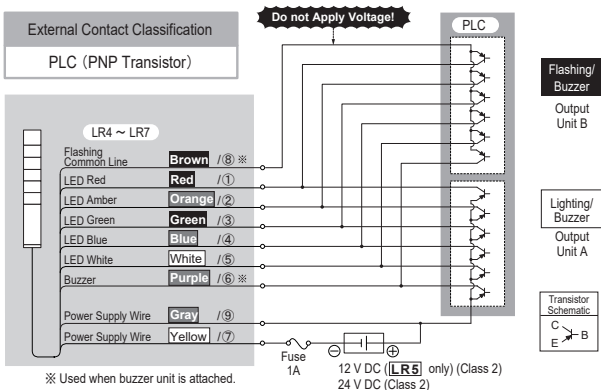 External Contact Classification
PLC (PNP Transistor)
Do not Apply Voltage!
PLC
LR4 ~ LR7
Flashing
Common Line Brown /⑧ ※
LED Red Red /①
LED Amber Orange /②
LED Green Green /③
LED Blue Blue /④
LED White White /⑤
Buzzer Purple /⑥ ※
Power Supply Wire Gray /⑨
Power Supply Wire Yellow /⑦
Fuse
1A
⊖ ⊕
12 V DC (LR5 only) (Class 2)
24 V DC (Class 2)
※ Used when buzzer unit is attached.
Flashing/
Buzzer
Output
Unit B
Lighting/
Buzzer
Output
Unit A
Transistor
Schematic
C
B
E